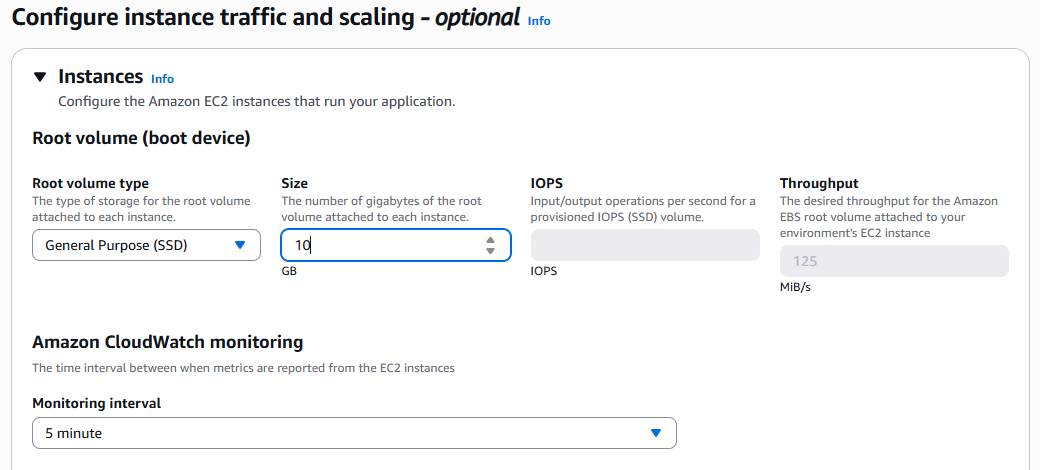 Configure instance traffic and scaling - optional Info
Instances Info
Configure the Amazon EC2 instances that run your application.
Root volume (boot device)
Root volume type
The type of storage for the root volume
attached to each instance.
General Purpose (SSD)
Size
The number of gigabytes of the root
volume attached to each instance.
10
GB
IOPS
Input/output operations per second for a
provisioned IOPS (SSD) volume.
IOPS
Throughput
The desired throughput for the Amazon
EBS root volume attached to your
environment's EC2 instance
125
MiB/s
Amazon CloudWatch monitoring
The time interval between when metrics are reported from the EC2 instances
Monitoring interval
5 minute